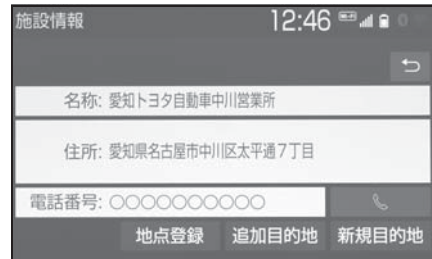 施設情報
12:46
名称: 愛知トヨタ自動車中川営業所
住所: 愛知県名古屋市中川区太平通7丁目
電話番号: ○○○○○○○○○○
地点登録 追加目的地 新規目的地